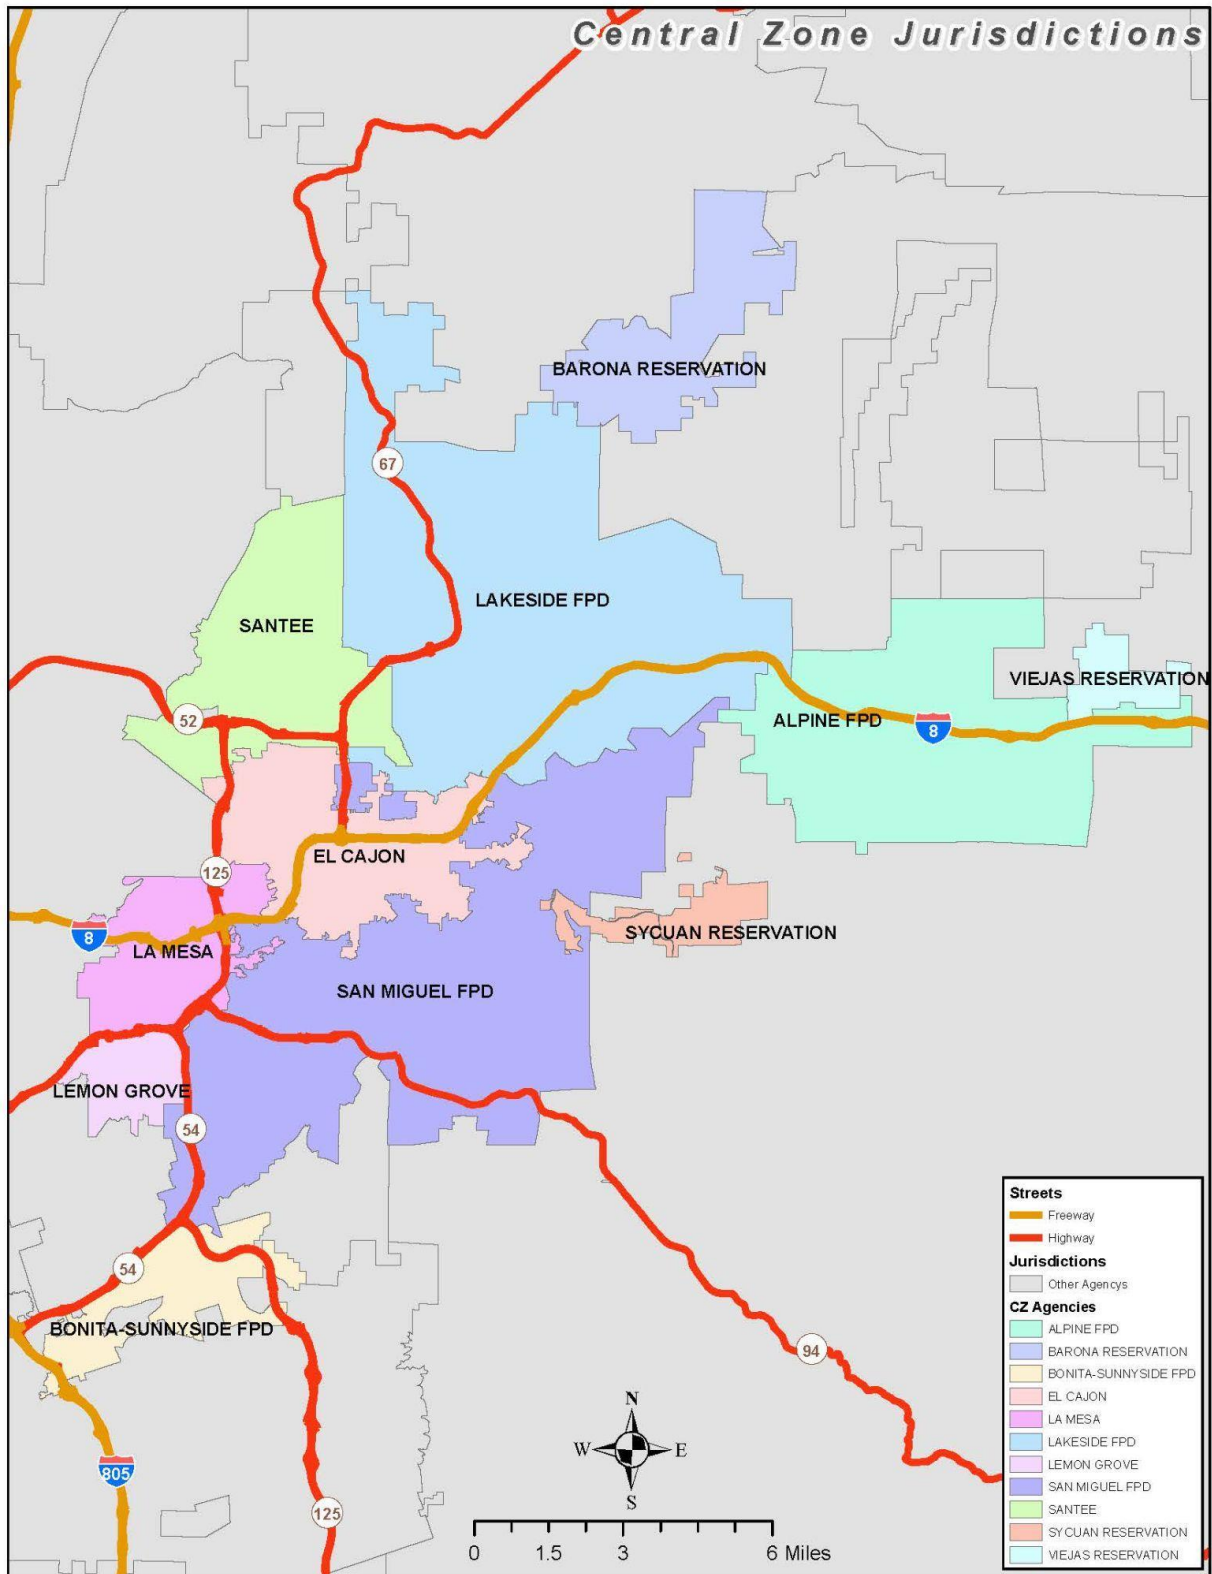 Central Zone Jurisdictions
BARONA RESERVATION
67
LAKESIDE FPD
SANTEE
VIEJAS RESERVATION
52
ALPINE FPD
8
EL CAJON
125
8
LA MESA
SYCUAN RESERVATION
SAN MIGUEL FPD
LEMON GROVE
54
54
BONITA-SUNNYSIDE FPD
94
805
125
N
W E
S
0 1.5 3 6 Miles
Streets
Freeway
Highway
Jurisdictions
Other Agencys
CZ Agencies
ALPINE FPD
BARONA RESERVATION
BONITA-SUNNYSIDE FPD
EL CAJON
LA MESA
LAKESIDE FPD
LEMON GROVE
SAN MIGUEL FPD
SANTEE
SYCUAN RESERVATION
VIEJAS RESERVATION